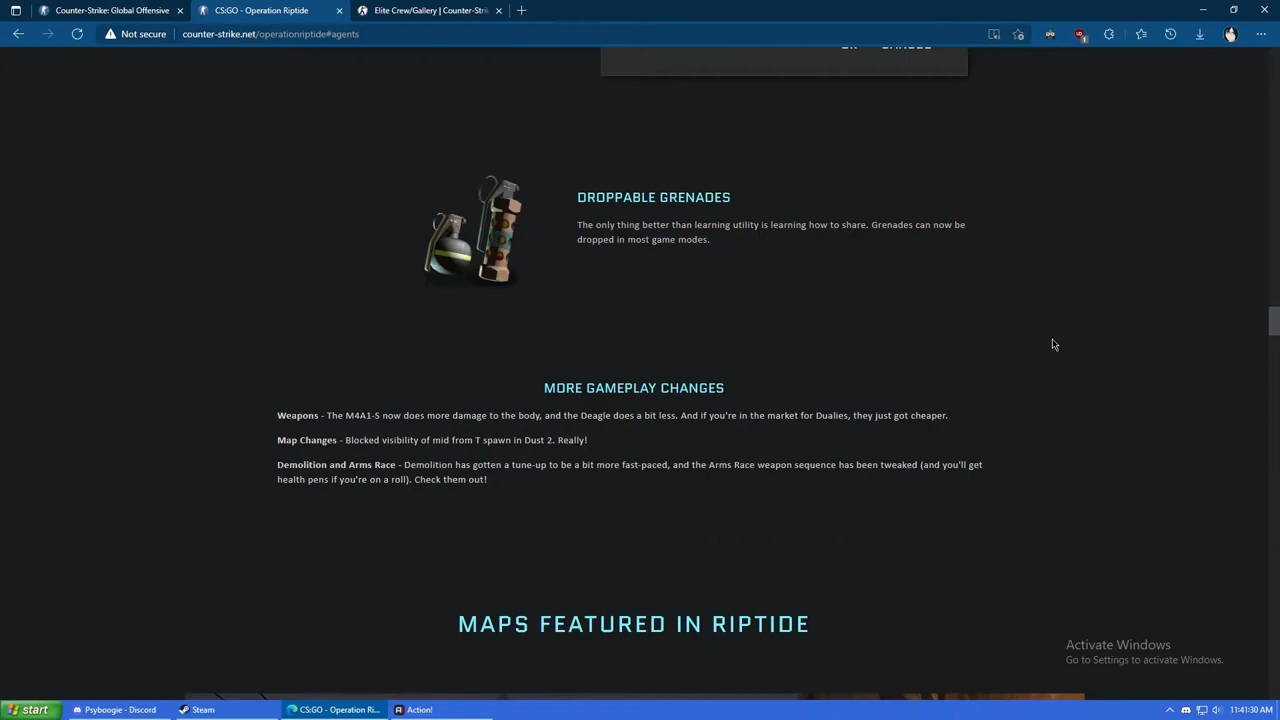 Counter-Strike: Global Offensive
CS:GO - Operation Riptide
Elite Crew/Gallery | Counter-Stri
Not secure
counter-strike.net/operationriptide#agents
DROPPABLE GRENADES
The only thing better than learning utility is learning how to share. Grenades can now be
dropped in most game modes.
MORE GAMEPLAY CHANGES
Weapons - The M4A1-S now does more damage to the body, and the Deagle does a bit less. And if you're in the market for Dualies, they just got cheaper.
Map Changes - Blocked visibility of mid from T spawn in Dust 2. Really!
Demolition and Arms Race - Demolition has gotten a tune-up to be a bit more fast-paced, and the Arms Race weapon sequence has been tweaked (and you'll get
health pens if you're on a roll). Check them out!
MAPS FEATURED IN RIPTIDE
Activate Windows
Go to Settings to activate Windows.
start
Psyboogie - Discord
Steam
CS:GO - Operation Ri...
Action!
11:41:30 AM